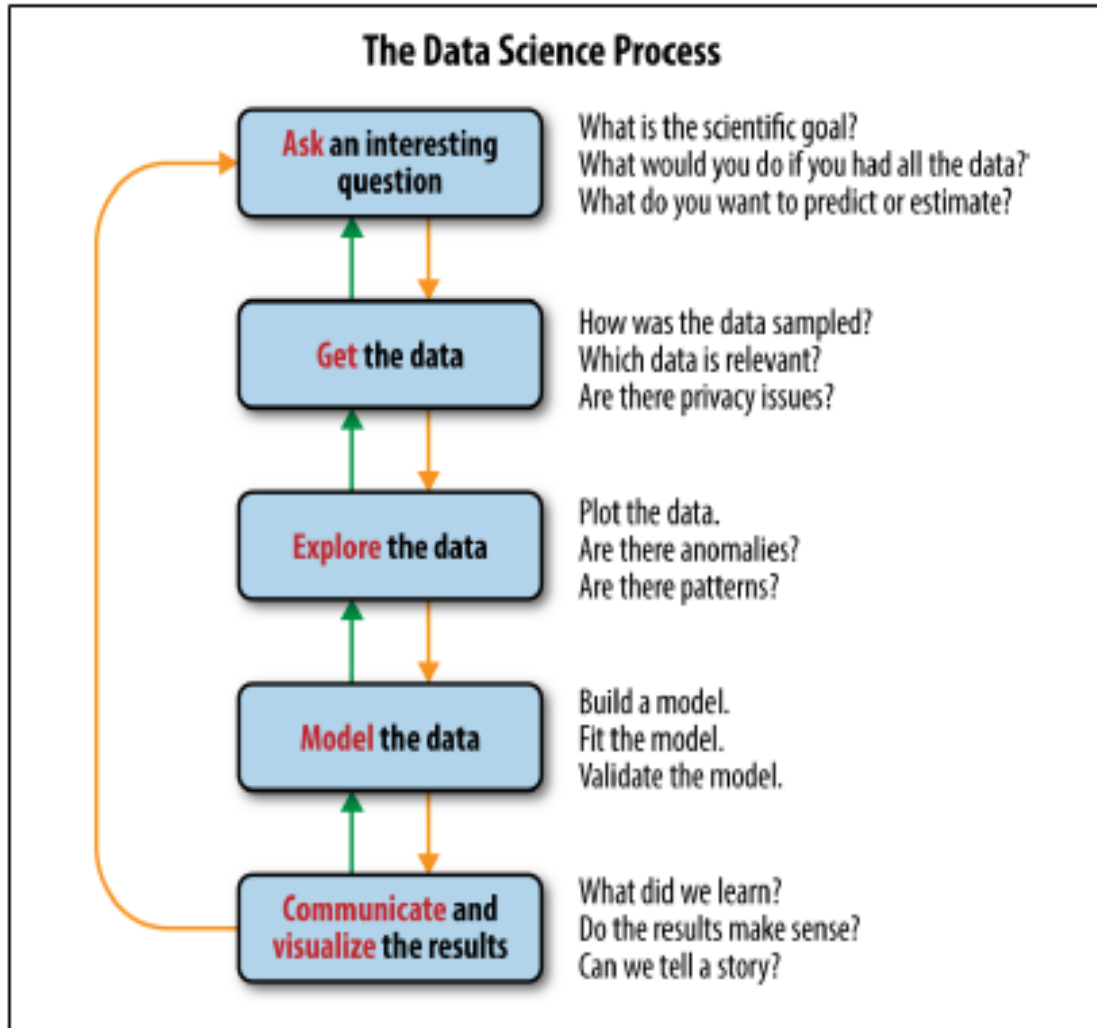 The Data Science Process
Ask an interesting
question
What is the scientific goal?
What would you do if you had all the data?
What do you want to predict or estimate?
Get the data
How was the data sampled?
Which data is relevant?
Are there privacy issues?
Explore the data
Plot the data.
Are there anomalies?
Are there patterns?
Model the data
Build a model.
Fit the model.
Validate the model.
Communicate and
visualize the results
What did we learn?
Do the results make sense?
Can we tell a story?